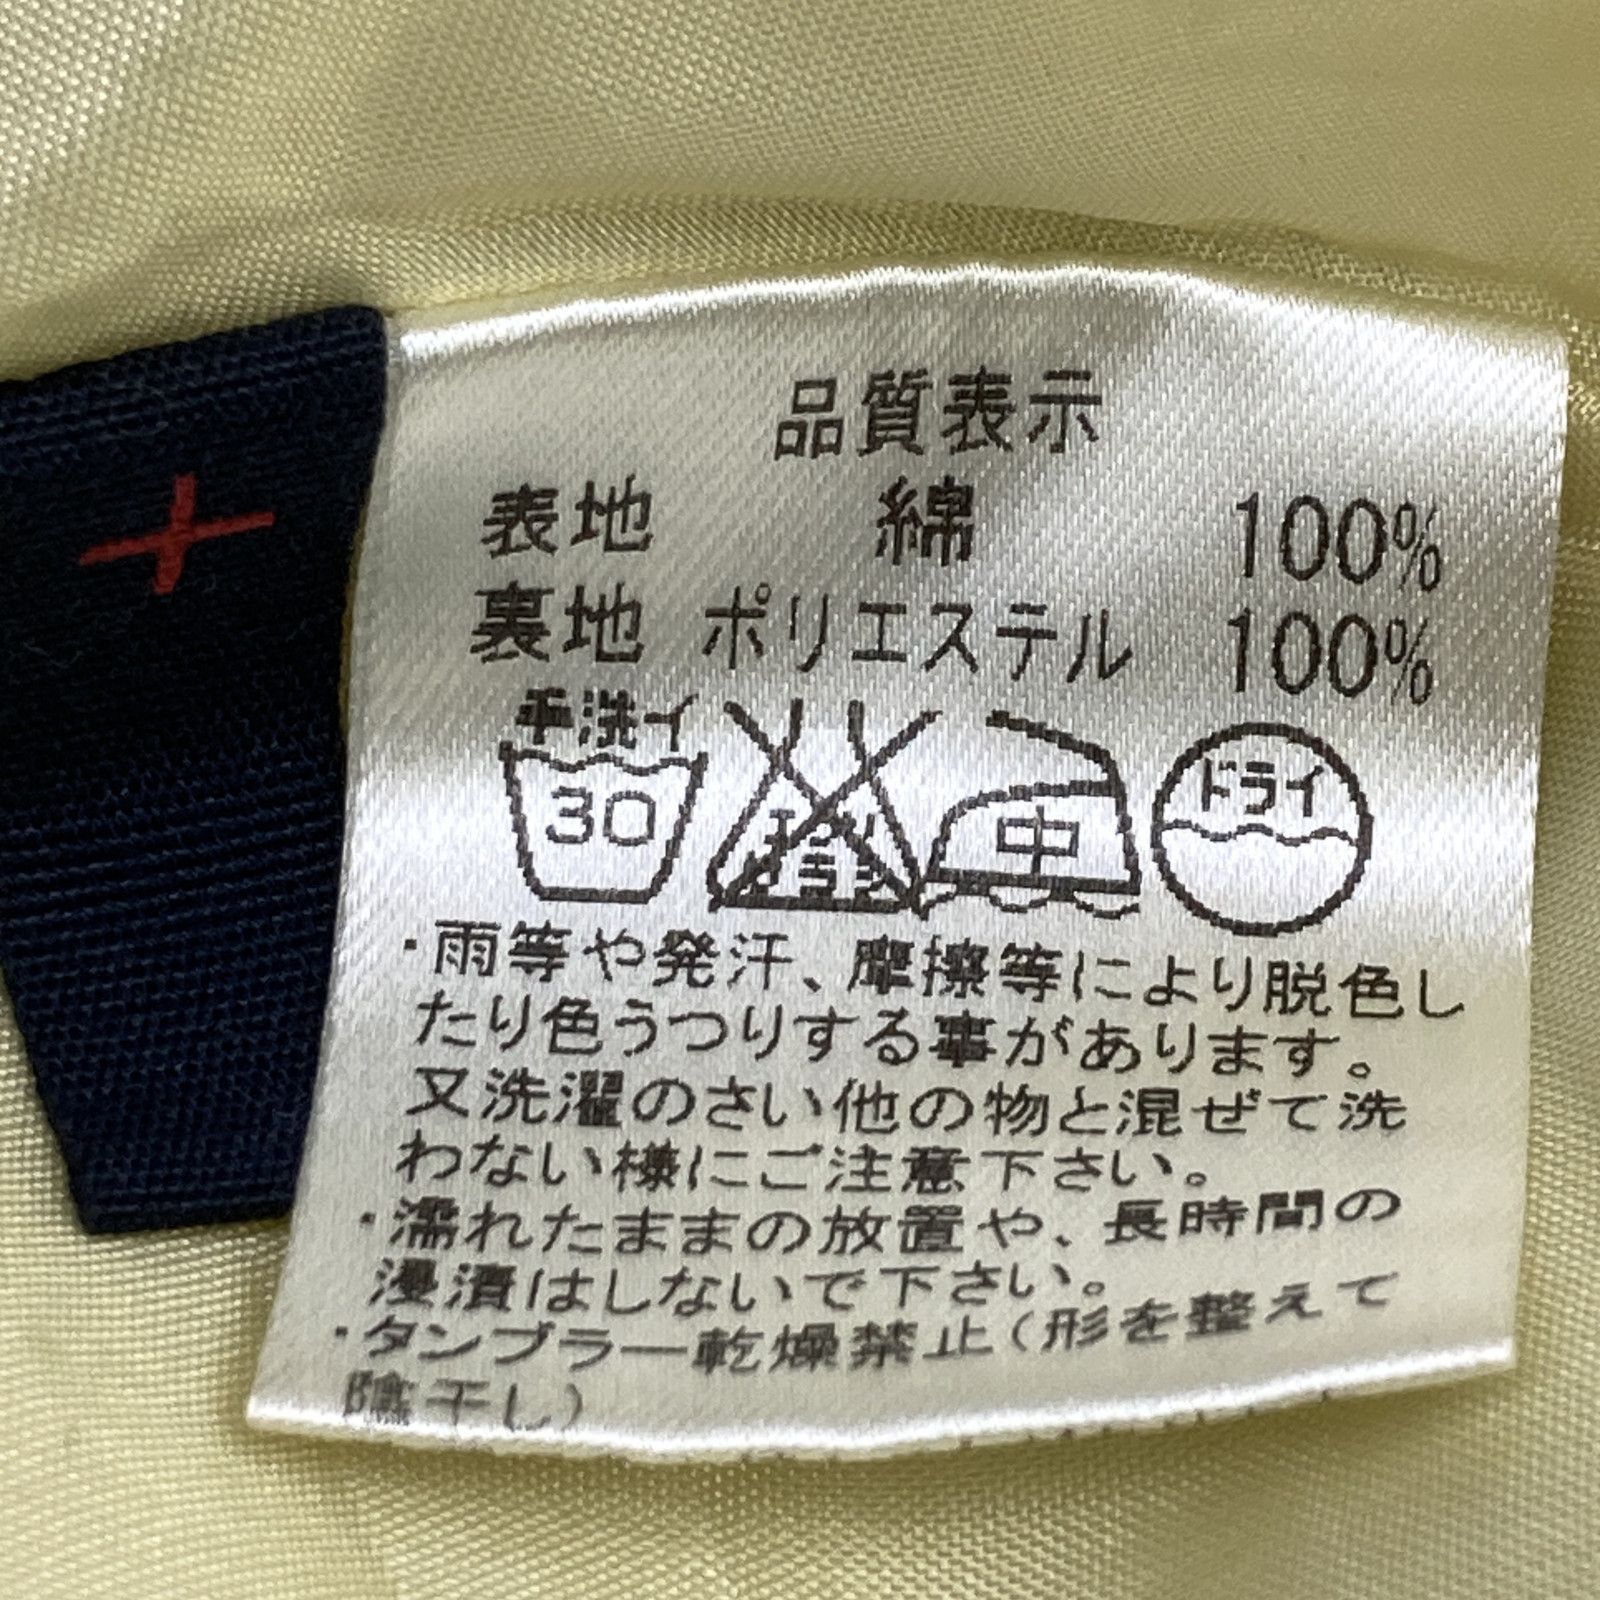 品質表示
表地 綿 100%
裏地 ポリエステル 100%
手洗イ
30
エンソサラシ
中
ドライ
・雨等や発汗、摩擦等により脱色し
たり色うつりする事があります。
又洗濯のさい他の物と混ぜて洗
わない様にご注意下さい。
・濡れたままの放置や、長時間の
浸漬はしないで下さい。
・タンブラー乾燥禁止(形を整えて
陰干し)